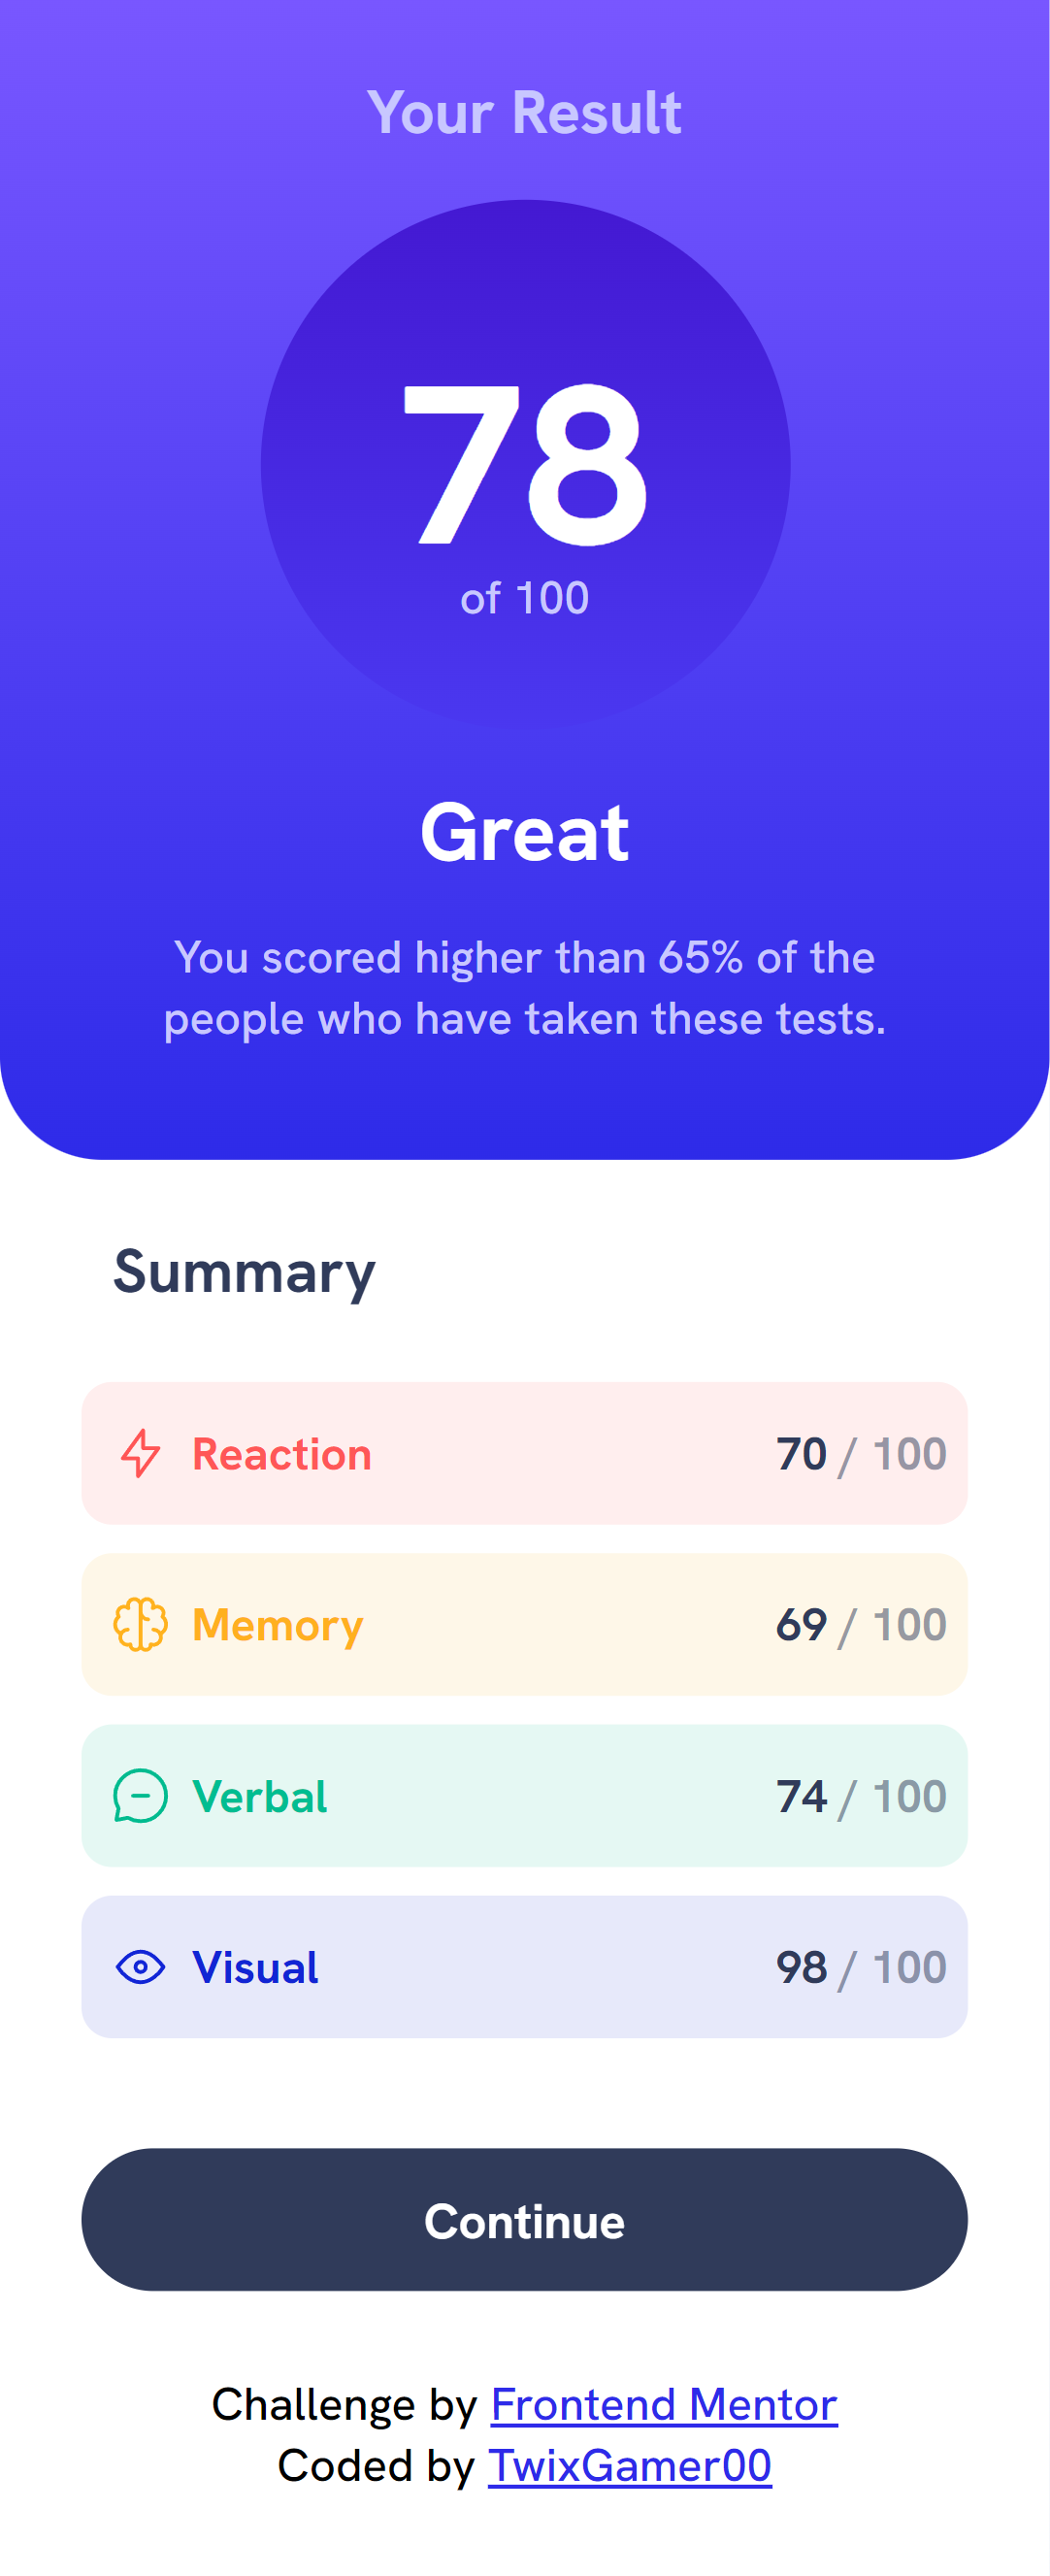 Your Result
78
of 100
Great
You scored higher than 65% of the
people who have taken these tests.
Summary
Reaction 70 / 100
Memory 69 / 100
Verbal 74 / 100
Visual 98 / 100
Continue
Challenge by Frontend Mentor
Coded by TwixGamer00